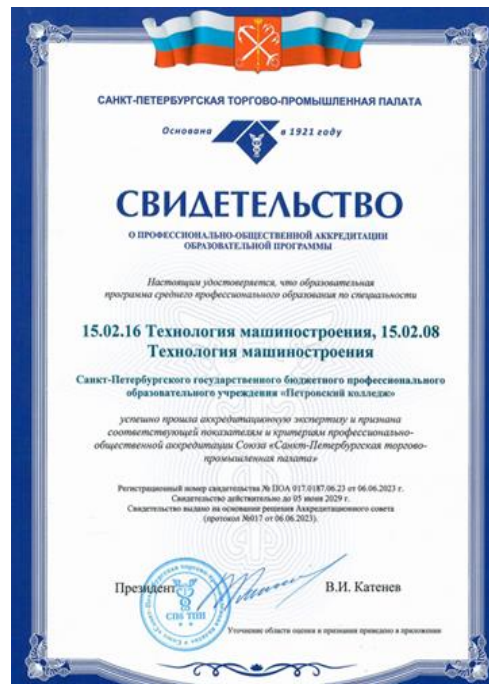 САНКТ-ПЕТЕРБУРГСКАЯ ТОРГОВО-ПРОМЫШЛЕННАЯ ПАЛАТА
Основана в 1921 году
СВИДЕТЕЛЬСТВО
О ПРОФЕССИОНАЛЬНО-ОБЩЕСТВЕННОЙ АККРЕДИТАЦИИ
ОБРАЗОВАТЕЛЬНОЙ ПРОГРАММЫ
Настоящим удостоверяется, что образовательная
программа среднего профессионального образования по специальности
15.02.16 Технология машиностроения, 15.02.08
Технология машиностроения
Санкт-Петербургского государственного бюджетного профессионального
образовательного учреждения «Петровский колледж»
успешно прошла аккредитационную экспертизу и признана
соответствующей показателям и критериям профессионально-
общественной аккредитации Союза «Санкт-Петербургская торгово-
промышленная палата»
Регистрационный номер свидетельства № ПОА 017.0187.06.23 от 06.06.2023 г.
Свидетельство действительно до 05 июня 2029 г.
Свидетельство выдано на основании решения Аккредитационного совета
(протокол №017 от 06.06.2023).
Президент В.И. Катенев
СПб ТПП
Уточнение области оценки и признания приведено в приложении